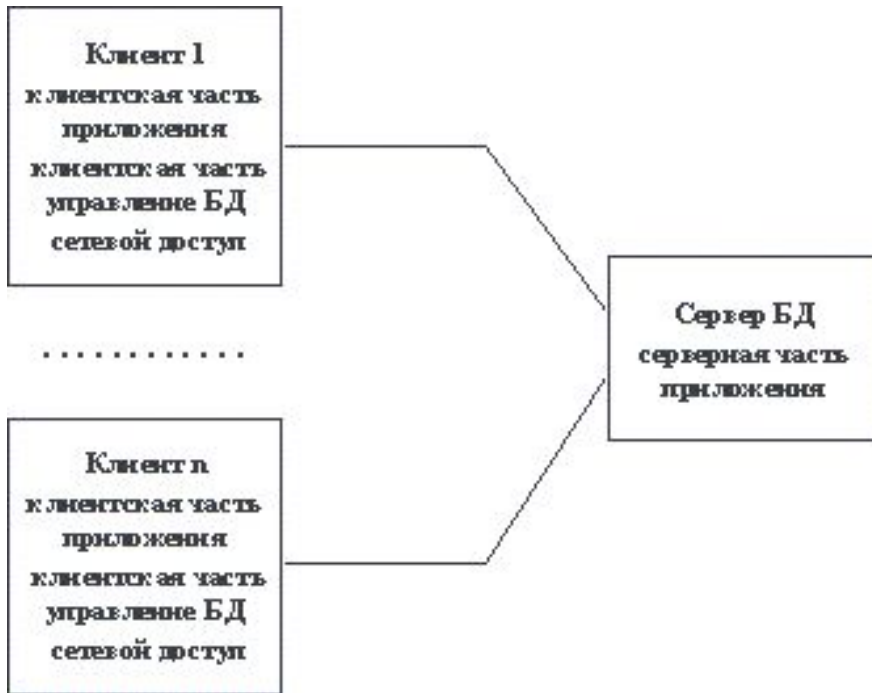 Клиент 1
клиентская часть
приложения
клиентская часть
управление БД
сетевой доступ
. . . . . . . . . . . .
Клиент n
клиентская часть
приложения
клиентская часть
управление БД
сетевой доступ
Сервер БД
серверная часть
приложения